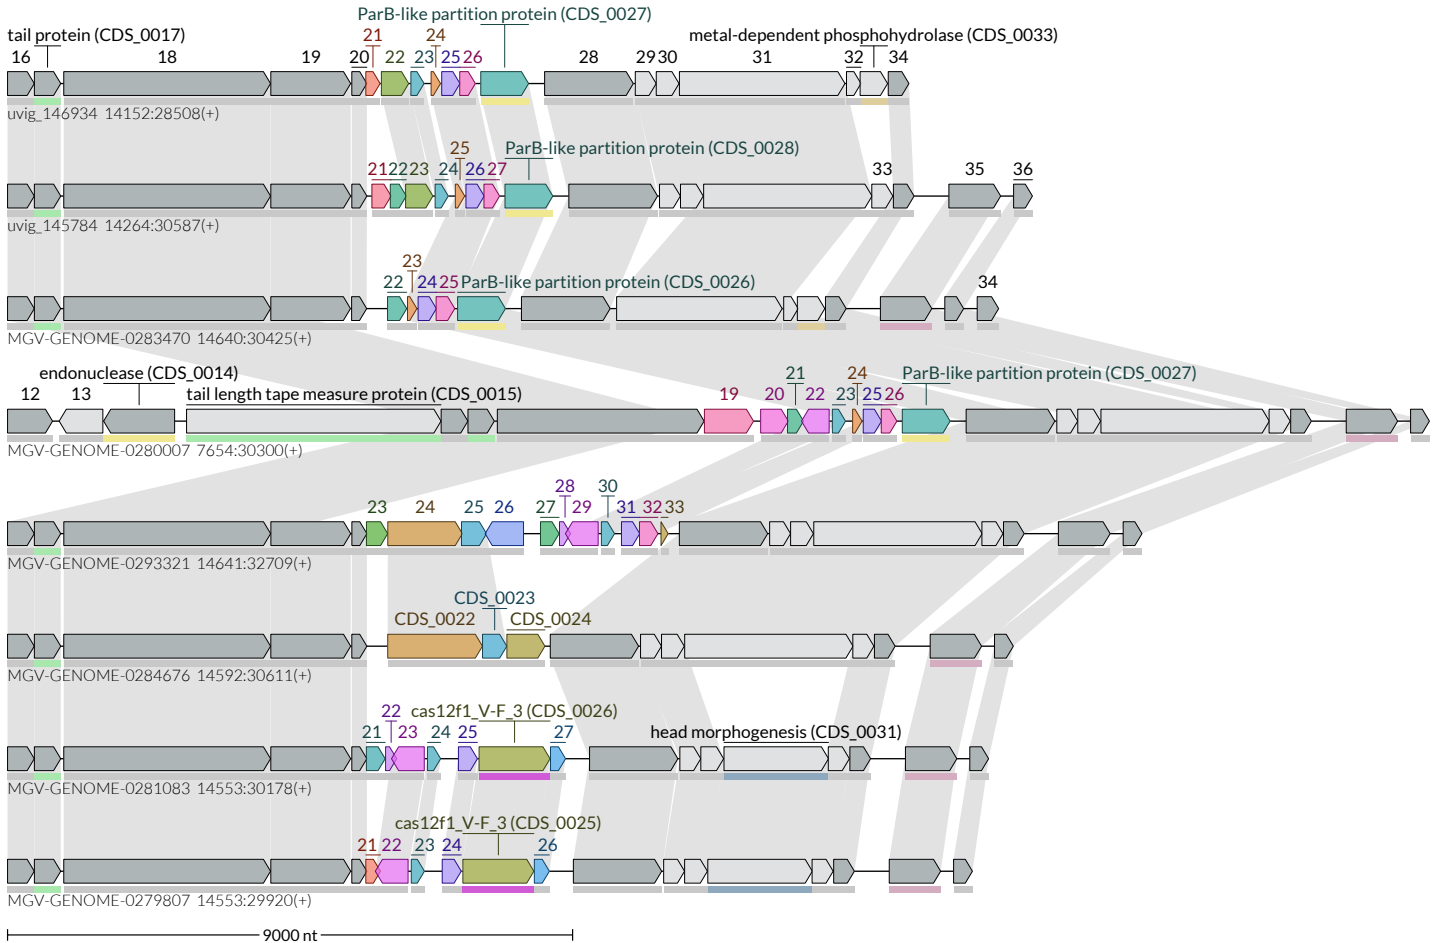 ParB-like partition protein (CDS_0027)
tail protein (CDS_0017) 21 24 metal-dependent phosphohydrolase (CDS_0033)
16 18 19 20 22 23 25 26 28 29 30 31 32 34
uvig_146934 14152:28508(+)
25 ParB-like partition protein (CDS_0028)
21 22 23 24 26 27 33 35 36
uvig_145784 14264:30587(+)
23
22 24 25 ParB-like partition protein (CDS_0026) 34
MGV-GENOME-0283470 14640:30425(+)
endonuclease (CDS_0014) 21 24 ParB-like partition protein (CDS_0027)
12 13 tail length tape measure protein (CDS_0015) 19 20 22 23 25 26
MGV-GENOME-0280007 7654:30300(+)
28 30
23 24 25 26 27 29 31 32 33
MGV-GENOME-0293321 14641:32709(+)
CDS_0023
CDS_0022 CDS_0024
MGV-GENOME-0284676 14592:30611(+)
22 cas12f1_V-F_3 (CDS_0026)
21 23 24 25 27 head morphogenesis (CDS_0031)
MGV-GENOME-0281083 14553:30178(+)
cas12f1_V-F_3 (CDS_0025)
21 22 23 24 26
MGV-GENOME-0279807 14553:29920(+)
9000 nt